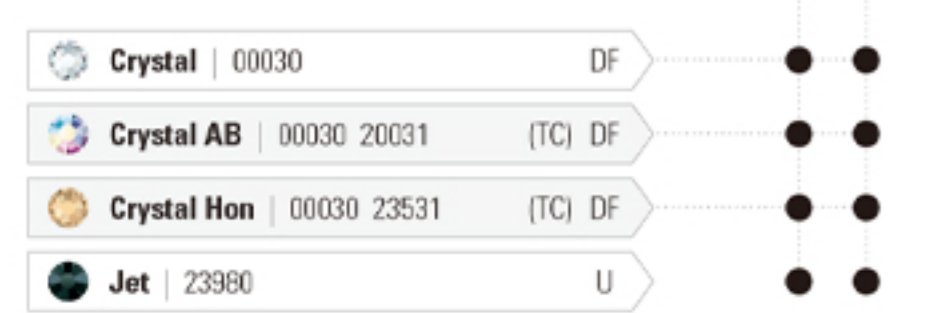 Crystal | 00030 DF
Crystal AB | 00030 20031 (TC) DF
Crystal Hon | 00030 23531 (TC) DF
Jet | 23980 U